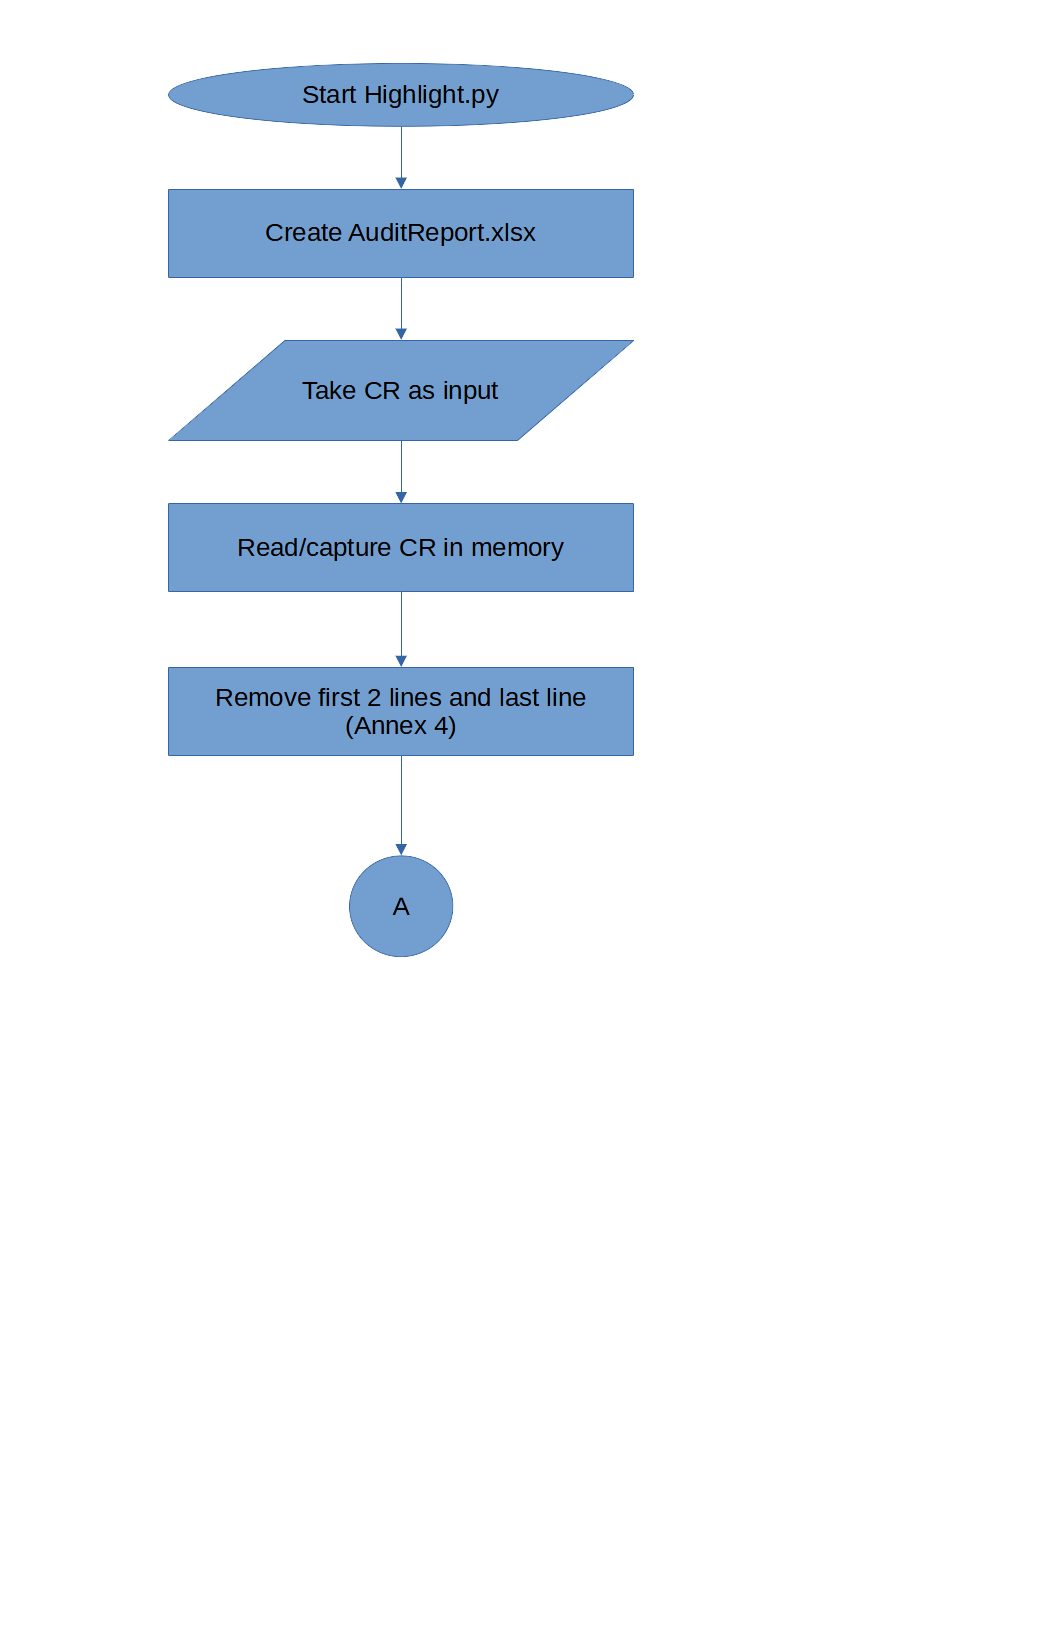 Start Highlight.py
Create AuditReport.xlsx
Take CR as input
Read/capture CR in memory
Remove first 2 lines and last line
(Annex 4)
A